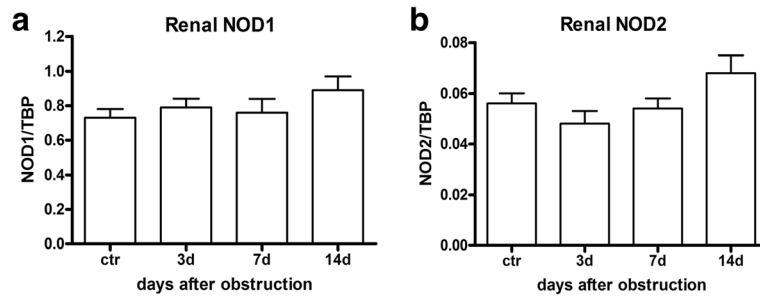 a
Renal NOD1
1.2
1.0
0.8
0.6
0.4
0.2
0.0
NOD1/TBP
ctr 3d 7d 14d
days after obstruction
b
Renal NOD2
0.08
0.06
0.04
0.02
0.00
NOD2/TBP
ctr 3d 7d 14d
days after obstruction